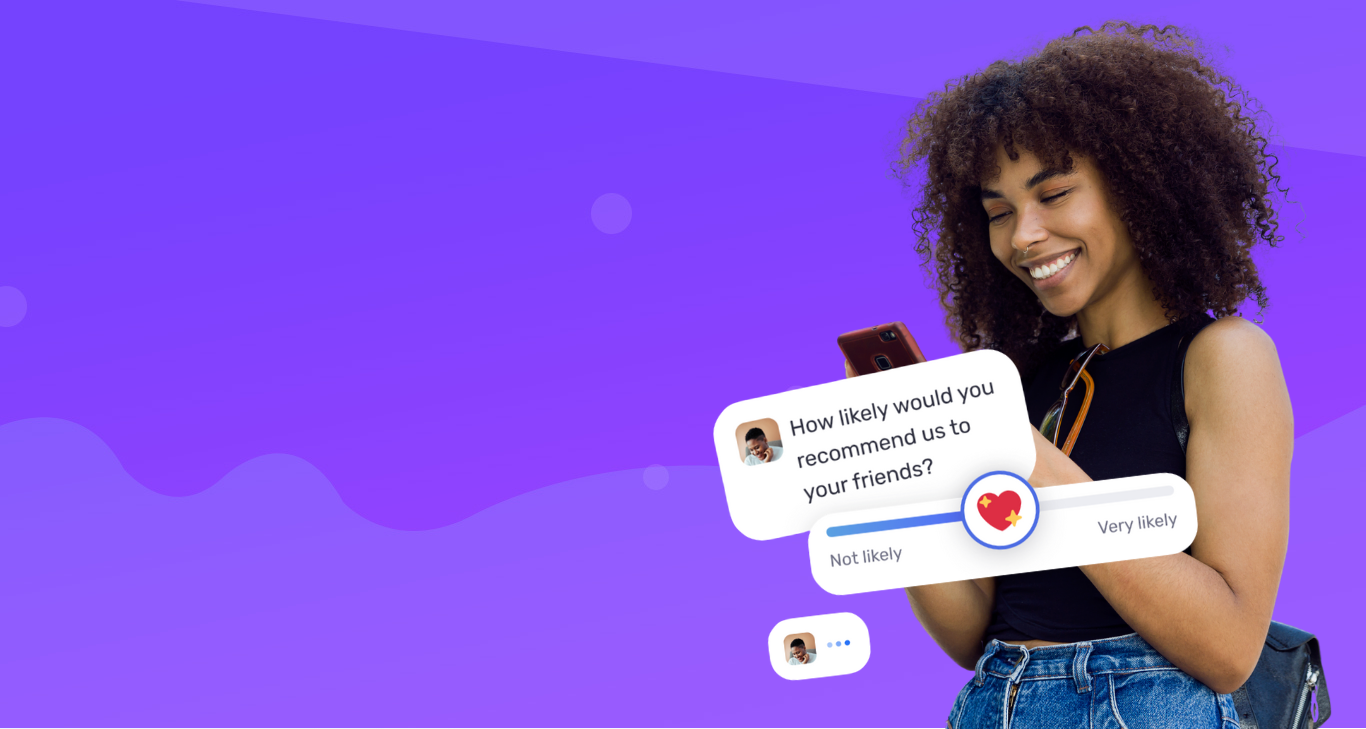 How likely would you
recommend us to
your friends?
Not likely
Very likely